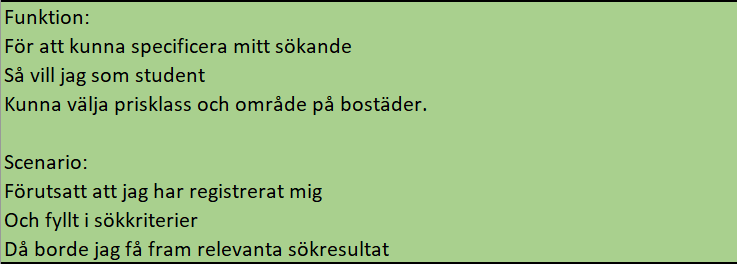 Funktion:
För att kunna specificera mitt sökande
Så vill jag som student
Kunna välja prisklass och område på bostäder.
Scenario:
Förutsatt att jag har registrerat mig
Och fyllt i sökkriterier
Då borde jag få fram relevanta sökresultat